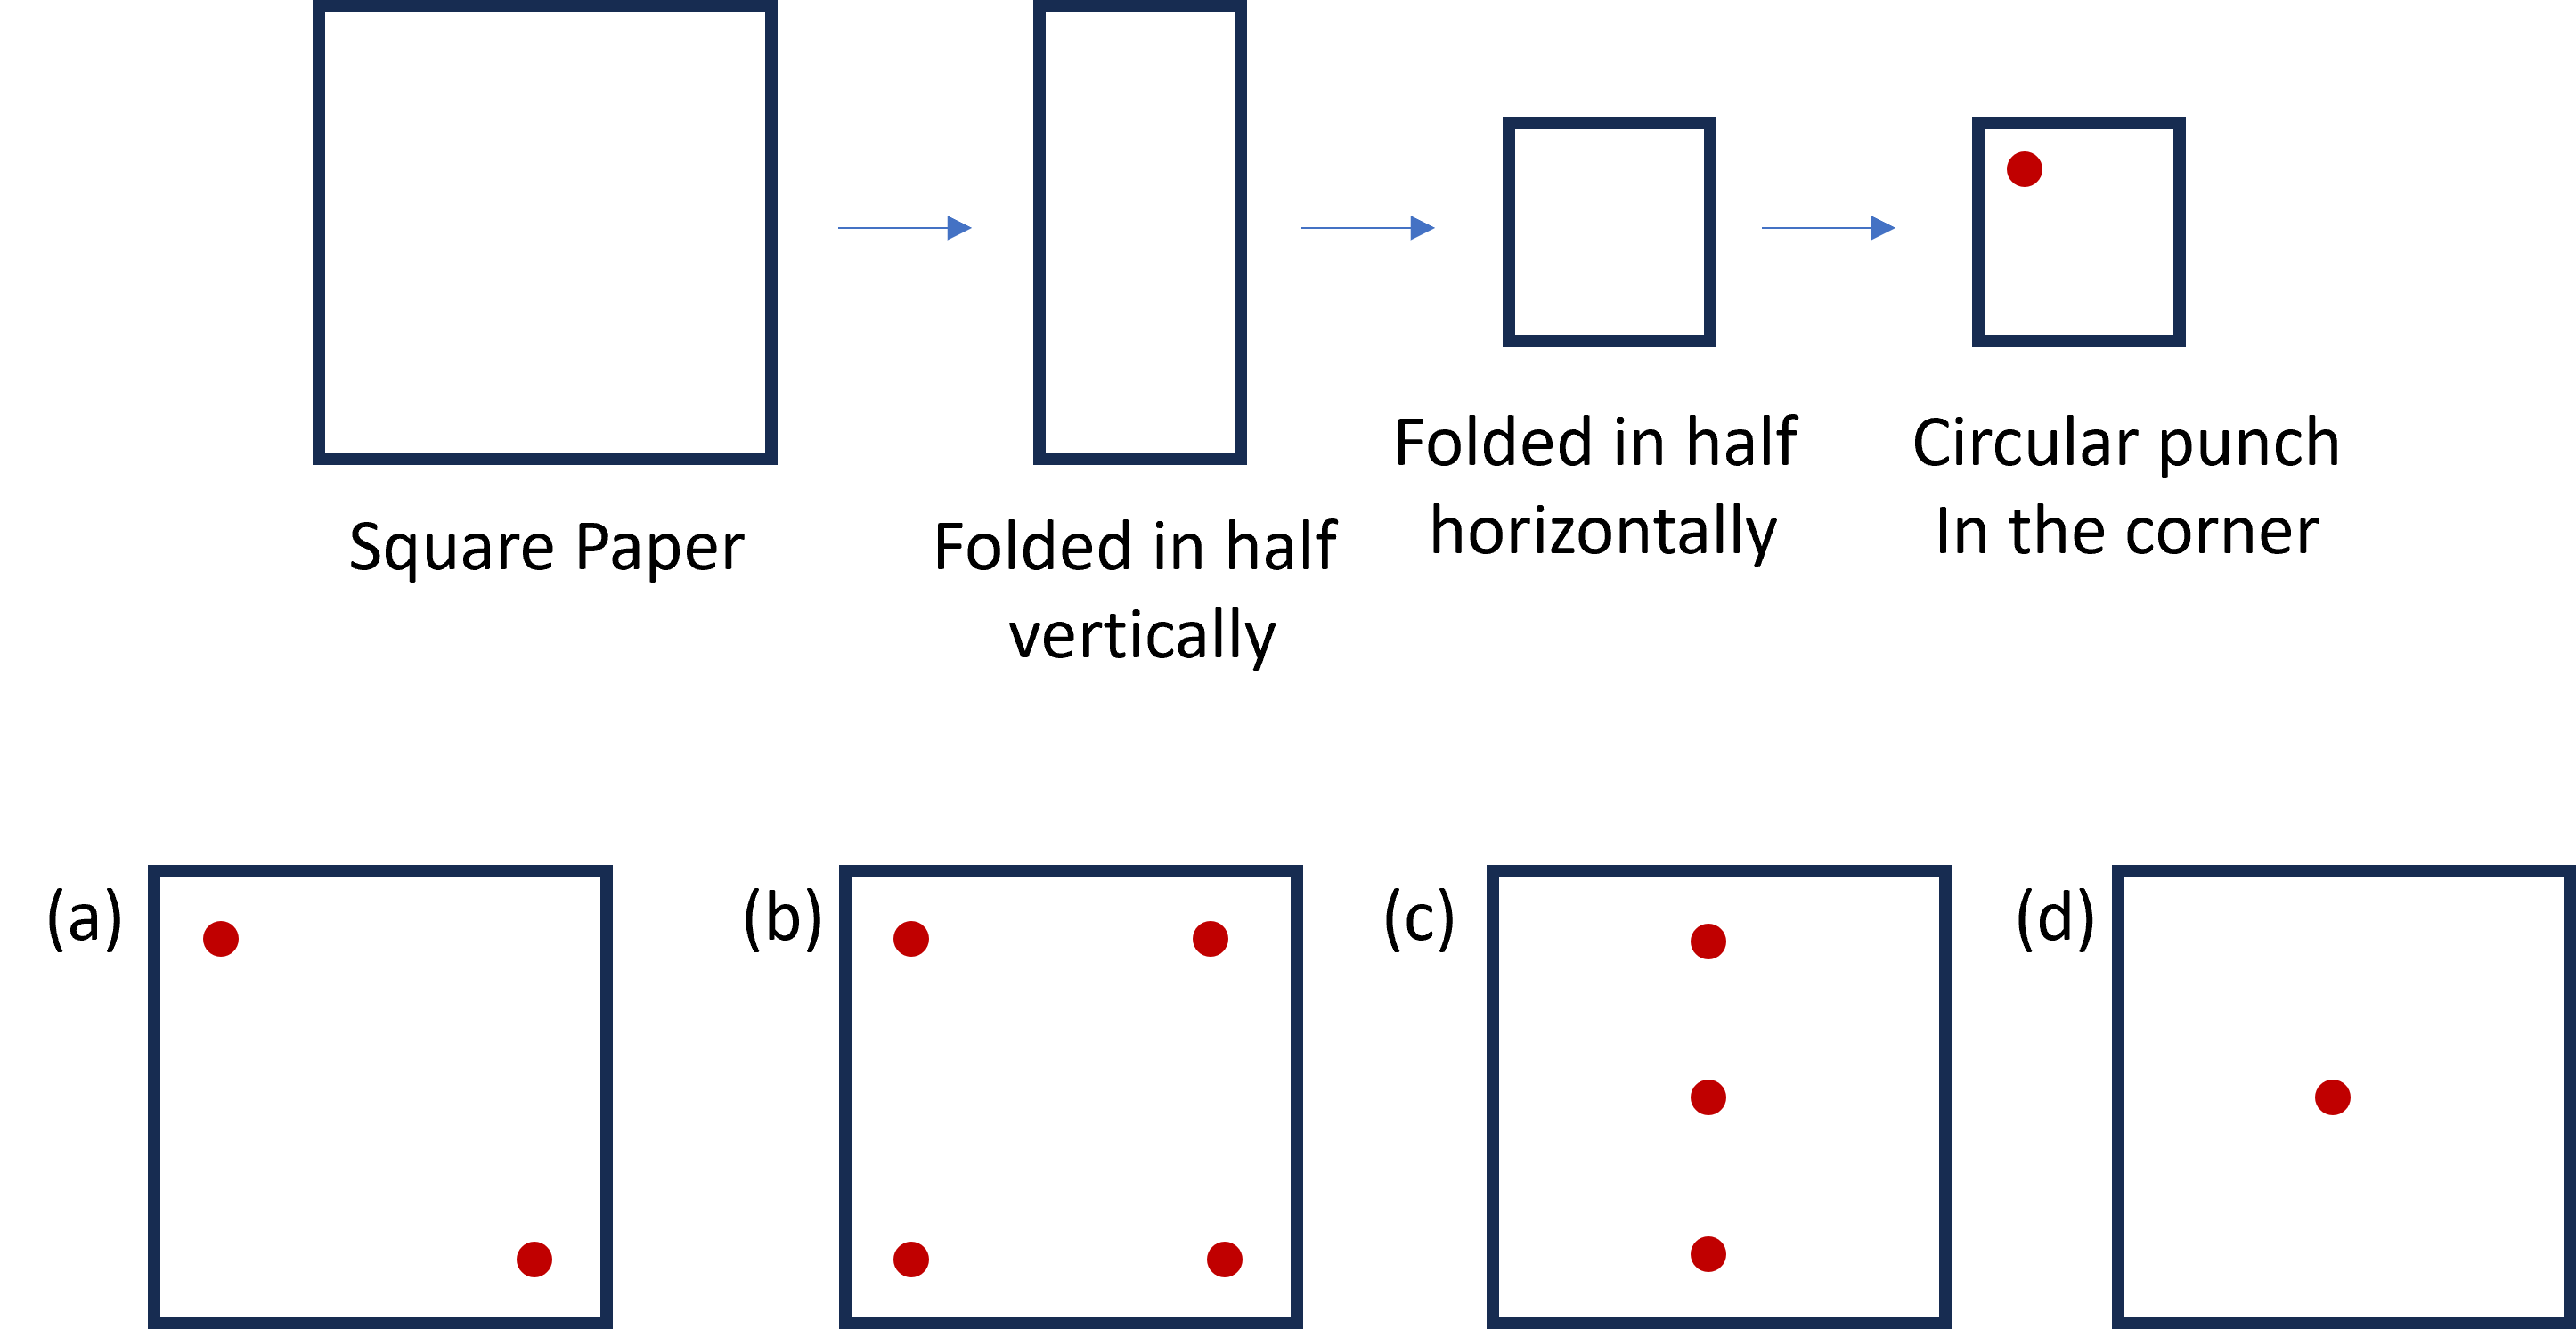 Square Paper
Folded in half
vertically
Folded in half
horizontally
Circular punch
In the corner
(a)
(b)
(c)
(d)